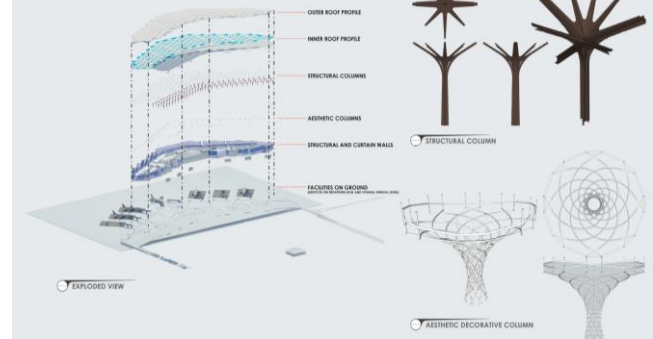 OUTER ROOF PROFILE
INNER ROOF PROFILE
STRUCTURAL COLUMNS
AESTHETIC COLUMNS
STRUCTURAL AND CURTAIN WALLS
FACILITIES ON GROUND
EXPLODED VIEW
STRUCTURAL COLUMN
AESTHETIC DECORATIVE COLUMN